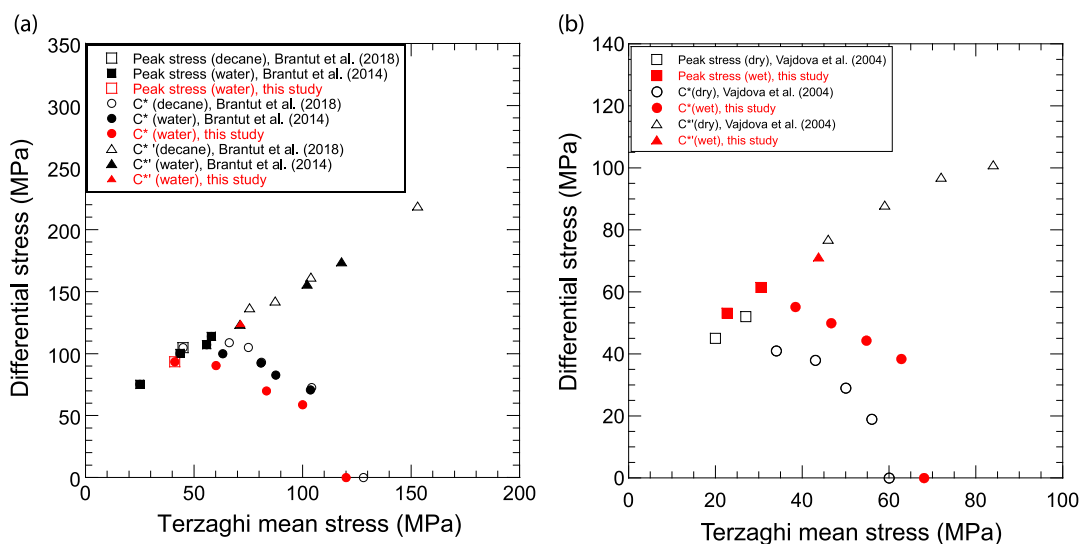 (a)
350
300
250
200
150
100
50
0
Differential stress (MPa)
Peak stress (decane), Brantut et al. (2018)
Peak stress (water), Brantut et al. (2014)
Peak stress (water), this study
C* (decane), Brantut et al. (2018)
C* (water), Brantut et al. (2014)
C* (water), this study
C* '(decane), Brantut et al. (2018)
C*' (water), Brantut et al. (2014)
C*' (water), this study
0 50 100 150 200
Terzaghi mean stress (MPa)
(b)
140
120
100
80
60
40
20
0
Differential stress (MPa)
Peak stress (dry), Vajdova et al. (2004)
Peak stress (wet), this study
C*(dry), Vajdova et al. (2004)
C*(wet), this study
C*'(dry), Vajdova et al. (2004)
C*'(wet), this study
0 20 40 60 80 100
Terzaghi mean stress (MPa)